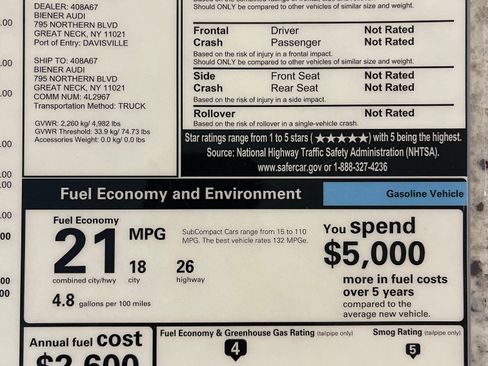 DEALER: 408A67
BIENER AUDI
795 NORTHERN BLVD
GREAT NECK, NY 11021
Port of Entry: DAVISVILLE
SHIP TO: 408A67
BIENER AUDI
795 NORTHERN BLVD
GREAT NECK, NY 11021
COMM NUM: 4L2967
Transportation Method: TRUCK
GVWR: 2,260 kg/ 4,982 lbs
GVWR Threshold: 33.9 kg/ 74.73 lbs
Accessories Weight: 0.0 kg/ 0.0 lbs
Should ONLY be compared to other vehicles of similar size and weight.
Frontal Driver Not Rated
Crash Passenger Not Rated
Based on the risk of injury in a frontal impact.
Should ONLY be compared to other vehicles of similar size and weight.
Side Front Seat Not Rated
Crash Rear Seat Not Rated
Based on the risk of injury in a side impact.
Rollover Not Rated
Based on the risk of rollover in a single-vehicle crash.
Star ratings range from 1 to 5 stars (★★★★★) with 5 being the highest.
Source: National Highway Traffic Safety Administration (NHTSA).
www.safercar.gov or 1-888-327-4236
Fuel Economy and Environment Gasoline Vehicle
Fuel Economy
21 MPG
combined city/hwy
18
city
26
highway
4.8 gallons per 100 miles
SubCompact Cars range from 15 to 110
MPG. The best vehicle rates 132 MPGe.
You spend
$5,000
more in fuel costs
over 5 years
compared to the
average new vehicle.
Annual fuel cost
$2,600
Fuel Economy & Greenhouse Gas Rating (tailpipe only) Smog Rating (tailpipe only)
4 5